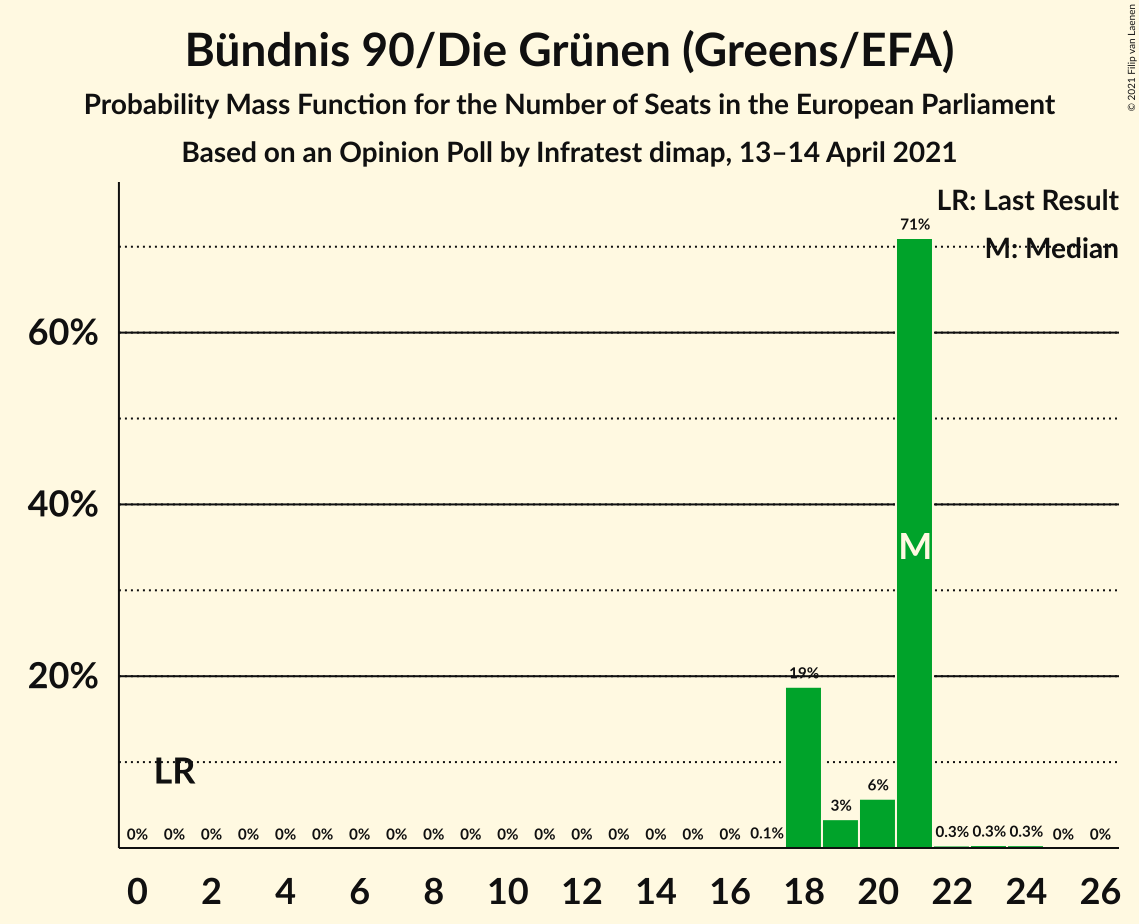 Bündnis 90/Die Grünen (Greens/EFA)
Probability Mass Function for the Number of Seats in the European Parliament
Based on an Opinion Poll by Infratest dimap, 13–14 April 2021
© 2021 Filip van Laenen
LR: Last Result
M: Median
71%
60%
40%
M
20%
19%
LR
6%
3%
0% 0% 0% 0% 0% 0% 0% 0% 0% 0% 0% 0% 0% 0% 0% 0% 0% 0.1% 0.3% 0.3% 0.3% 0% 0%
0 2 4 6 8 10 12 14 16 18 20 22 24 26